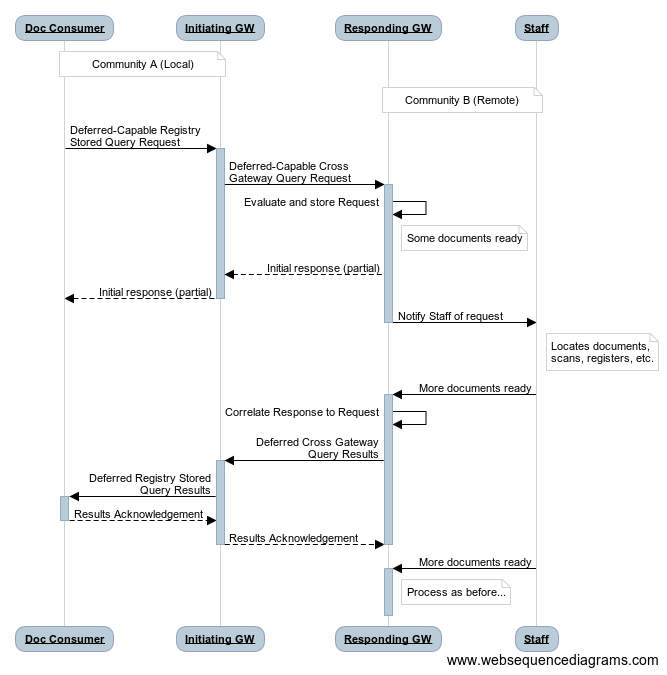 Doc Consumer
Initiating GW
Responding GW
Staff
Community A (Local)
Community B (Remote)
Deferred-Capable Registry
Stored Query Request
Deferred-Capable Cross
Gateway Query Request
Evaluate and store Request
Some documents ready
Initial response (partial)
Initial response (partial)
Notify Staff of request
Locates documents,
scans, registers, etc.
More documents ready
Correlate Response to Request
Deferred Cross Gateway
Query Results
Deferred Registry Stored
Query Results
Results Acknowledgement
Results Acknowledgement
More documents ready
Process as before...
Doc Consumer
Initiating GW
Responding GW
Staff
www.websequencediagrams.com